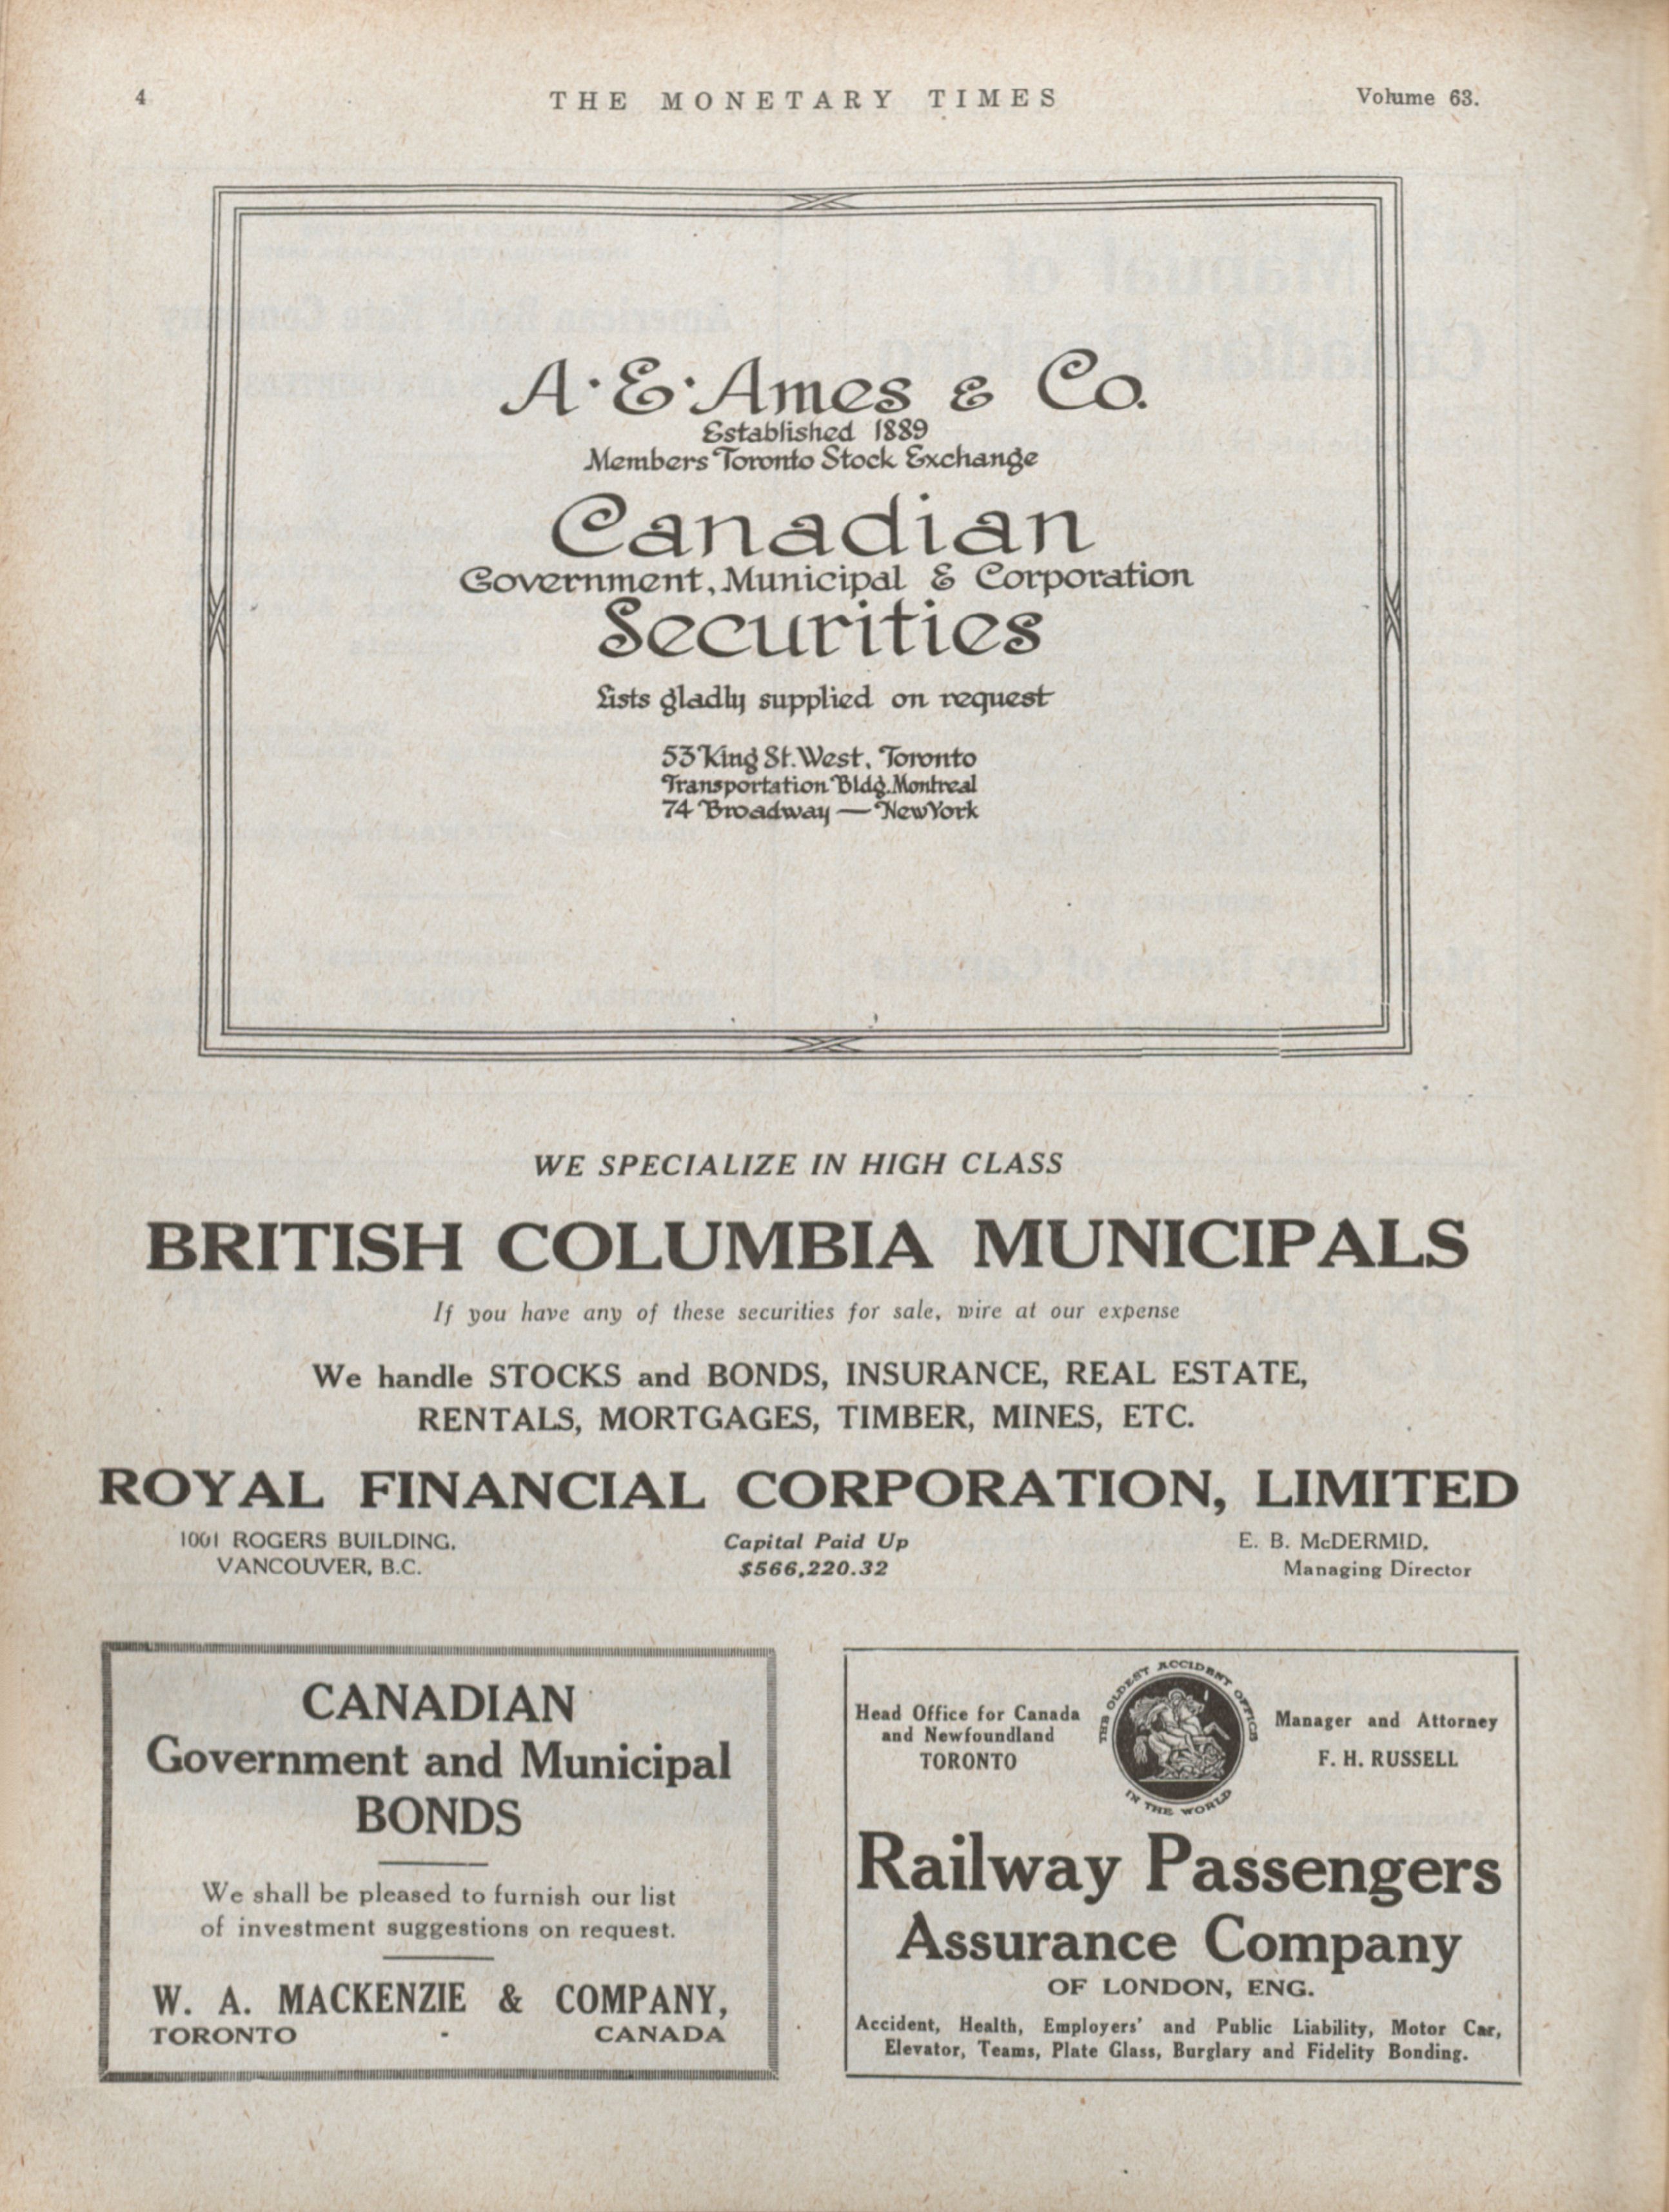 4
THE MONETARY TIMES
Volume 63.
A·E·Ames & Co.
Established 1889
Members Toronto Stock Exchange
Canadian
Government, Municipal & Corporation
Securities
Lists gladly supplied on request
53 King St. West, Toronto
Transportation Bldg. Montreal
74 Broadway — New York
WE SPECIALIZE IN HIGH CLASS
BRITISH COLUMBIA MUNICIPALS
If you have any of these securities for sale, wire at our expense
We handle STOCKS and BONDS, INSURANCE, REAL ESTATE,
RENTALS, MORTGAGES, TIMBER, MINES, ETC.
ROYAL FINANCIAL CORPORATION, LIMITED
1001 ROGERS BUILDING,
VANCOUVER, B.C.
Capital Paid Up
$566,220.32
E. B. McDERMID,
Managing Director
CANADIAN
Government and Municipal
BONDS
We shall be pleased to furnish our list
of investment suggestions on request.
W. A. MACKENZIE & COMPANY,
TORONTO - CANADA
Head Office for Canada
and Newfoundland
TORONTO
THE OLDEST ACCIDENT OFFICE
IN THE WORLD
Manager and Attorney
F. H. RUSSELL
Railway Passengers
Assurance Company
OF LONDON, ENG.
Accident, Health, Employers' and Public Liability, Motor Car,
Elevator, Teams, Plate Glass, Burglary and Fidelity Bonding.